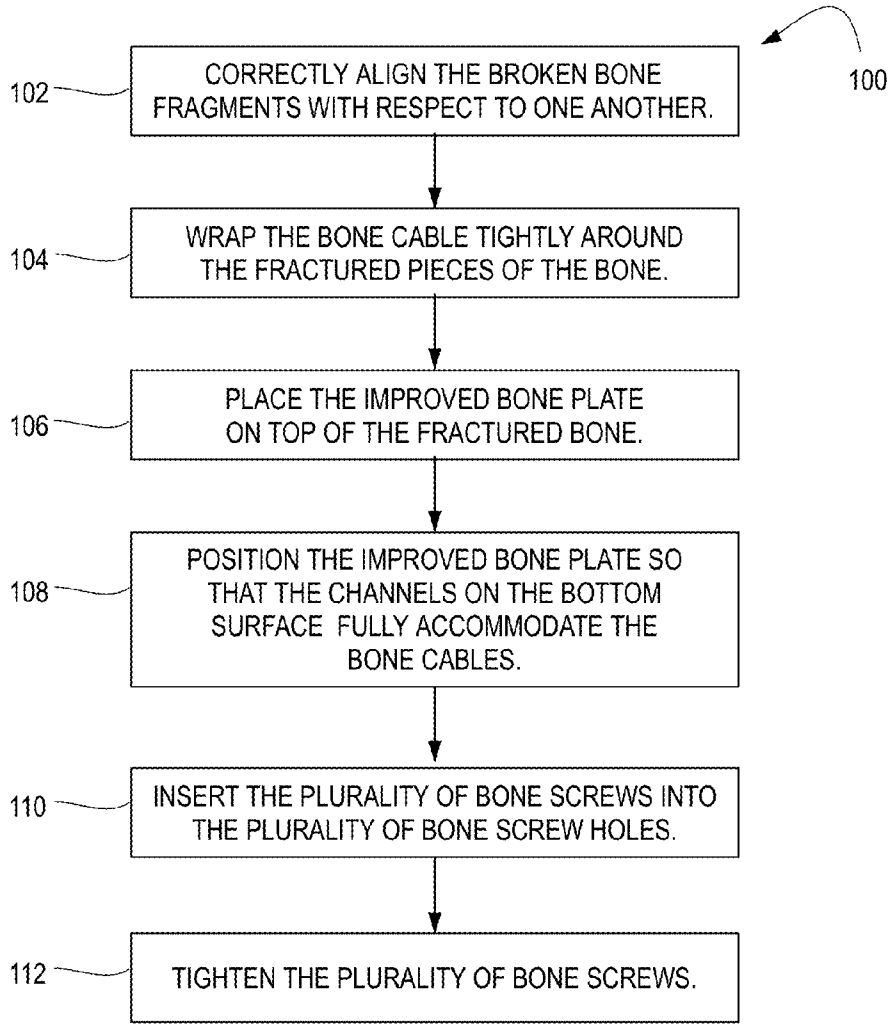 100
102
CORRECTLY ALIGN THE BROKEN BONE
FRAGMENTS WITH RESPECT TO ONE ANOTHER.
104
WRAP THE BONE CABLE TIGHTLY AROUND
THE FRACTURED PIECES OF THE BONE.
106
PLACE THE IMPROVED BONE PLATE
ON TOP OF THE FRACTURED BONE.
108
POSITION THE IMPROVED BONE PLATE SO
THAT THE CHANNELS ON THE BOTTOM
SURFACE FULLY ACCOMMODATE THE
BONE CABLES.
110
INSERT THE PLURALITY OF BONE SCREWS INTO
THE PLURALITY OF BONE SCREW HOLES.
112
TIGHTEN THE PLURALITY OF BONE SCREWS.